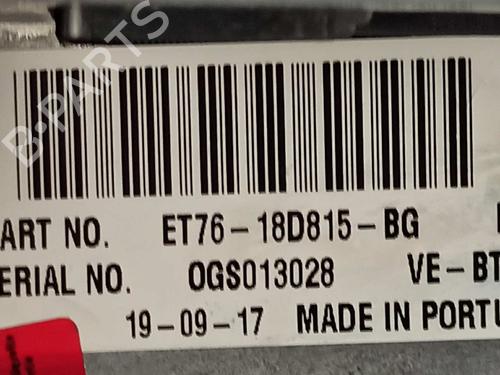 B-PARTS
ART NO. ET76-18D815-BG
ERIAL NO. OGS013028 VE-BT
19-09-17 MADE IN PORTU